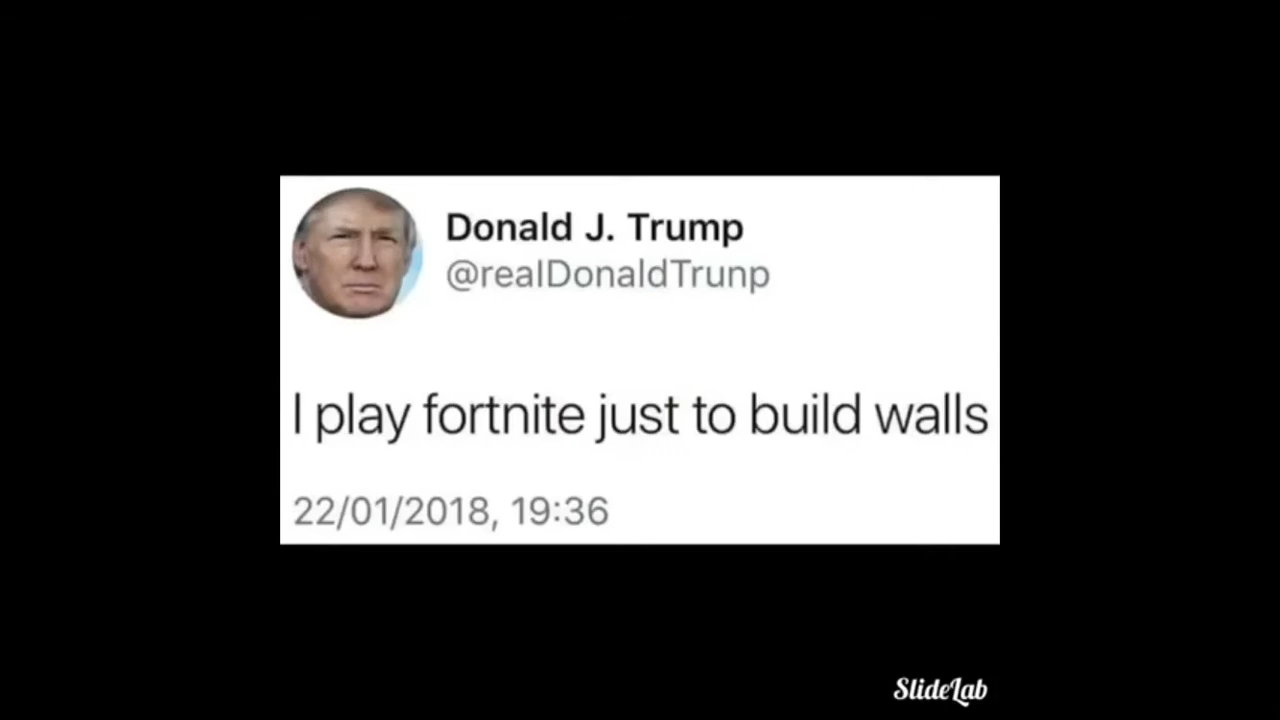 Donald J. Trump
@realDonaldTrunp
I play fortnite just to build walls
22/01/2018, 19:36
SlideLab